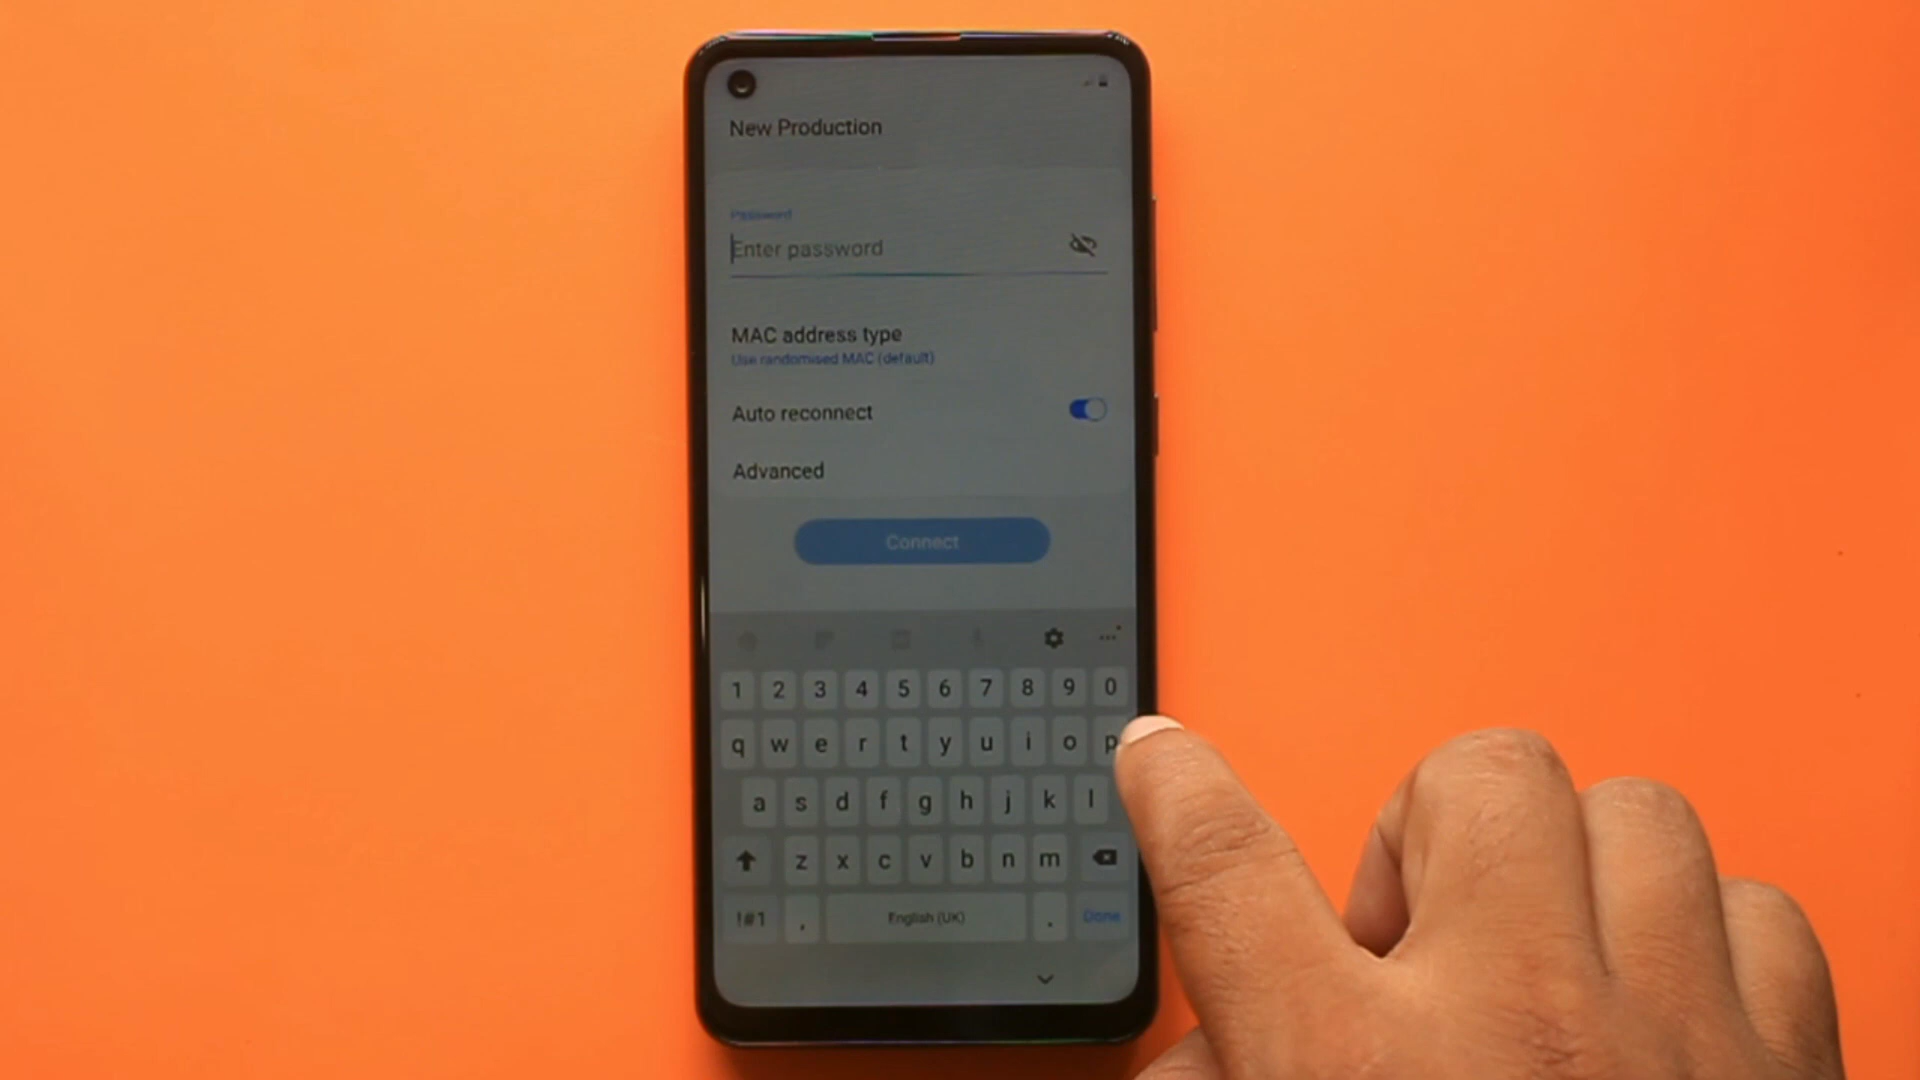 New Production
Password
Enter password
MAC address type
Use randomised MAC (default)
Auto reconnect
Advanced
Connect
1 2 3 4 5 6 7 8 9 0
q w e r t y u i o p
a s d f g h j k l
z x c v b n m
!#1 , English (UK) . Done